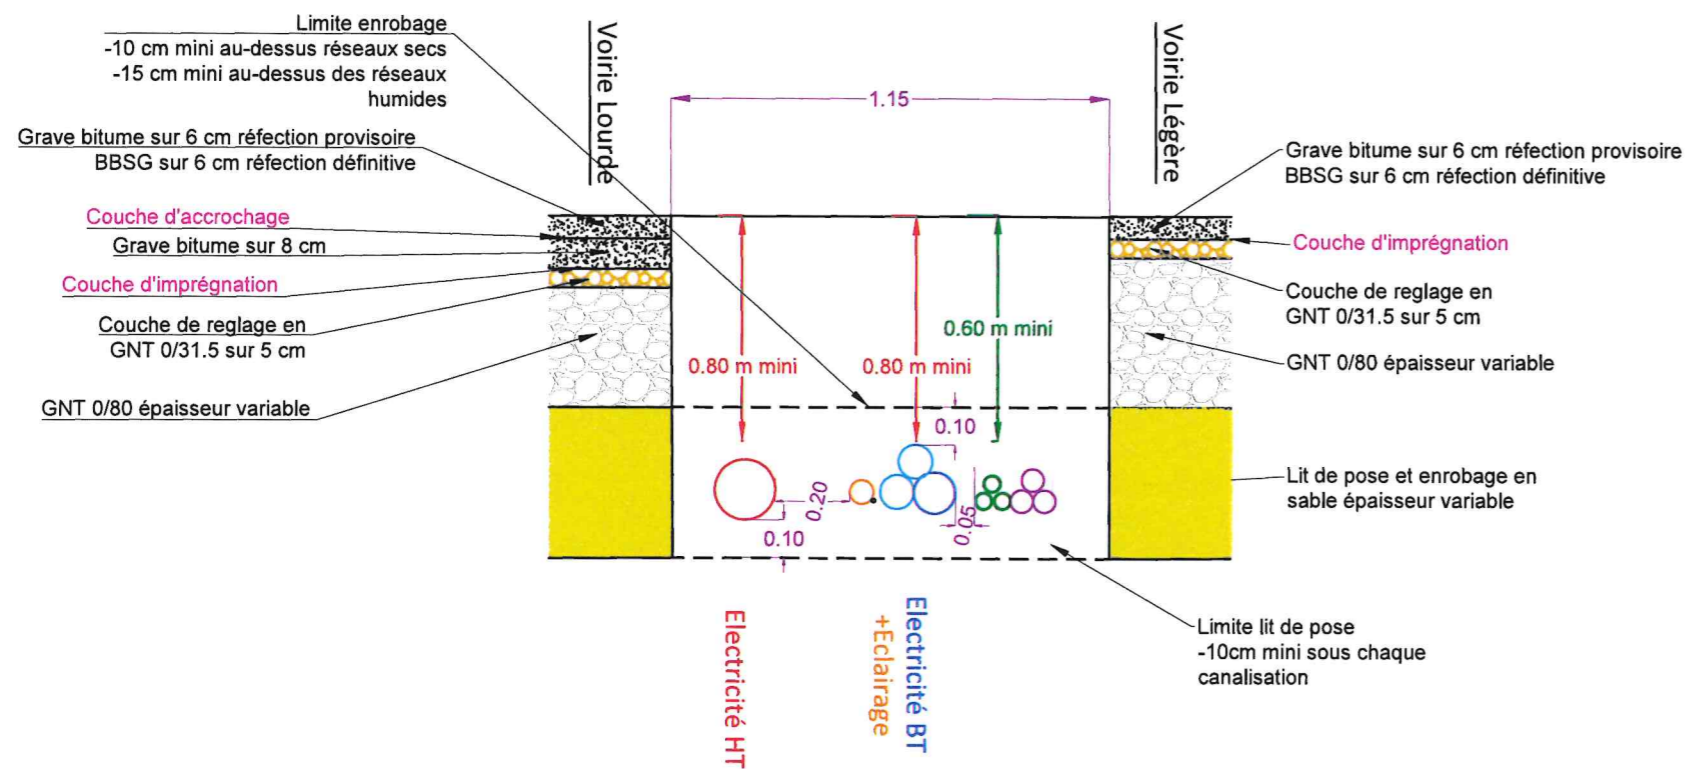 Limite enrobage
-10 cm mini au-dessus réseaux secs
-15 cm mini au-dessus des réseaux
humides
Grave bitume sur 6 cm réfection provisoire
BBSG sur 6 cm réfection définitive
Couche d'accrochage
Grave bitume sur 8 cm
Couche d'imprégnation
Couche de reglage en
GNT 0/31.5 sur 5 cm
GNT 0/80 épaisseur variable
Voirie Lourde
1.15
Voirie Légère
0.80 m mini
0.80 m mini
0.60 m mini
0.10
0.20
0.05
0.10
Electricité HT
Electricité BT
+Eclairage
Grave bitume sur 6 cm réfection provisoire
BBSG sur 6 cm réfection définitive
Couche d'imprégnation
Couche de reglage en
GNT 0/31.5 sur 5 cm
GNT 0/80 épaisseur variable
Lit de pose et enrobage en
sable épaisseur variable
Limite lit de pose
-10cm mini sous chaque
canalisation